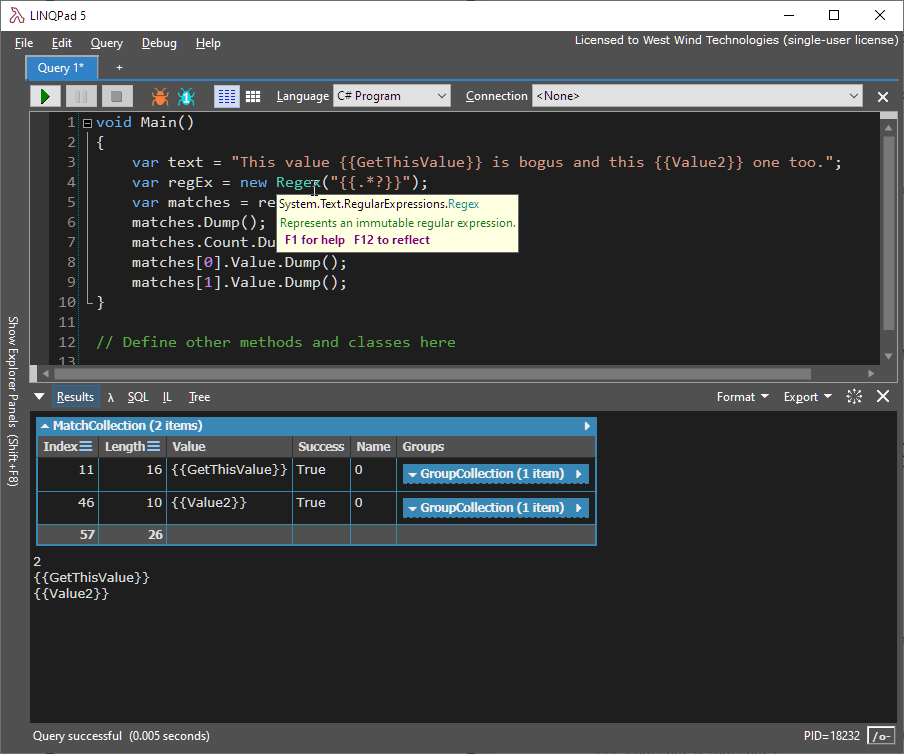 LINQPad 5
File Edit Query Debug Help Licensed to West Wind Technologies (single-user license)
Query 1* +
Language C# Program Connection <None>
1 void Main()
2 {
3 var text = "This value {{GetThisValue}} is bogus and this {{Value2}} one too.";
4 var regEx = new Regex("{{.*?}}");
5 var matches = re
System.Text.RegularExpressions.Regex
Represents an immutable regular expression.
F1 for help F12 to reflect
6 matches.Dump();
7 matches.Count.Du
8 matches[0].Value.Dump();
9 matches[1].Value.Dump();
10 }
11
12 // Define other methods and classes here
13
Show Explorer Panels (Shift+F8)
Results λ SQL IL Tree Format Export
MatchCollection (2 items)
Index Length Value Success Name Groups
11 16 {{GetThisValue}} True 0 GroupCollection (1 item)
46 10 {{Value2}} True 0 GroupCollection (1 item)
57 26
2
{{GetThisValue}}
{{Value2}}
Query successful (0.005 seconds) PID=18232 /o-